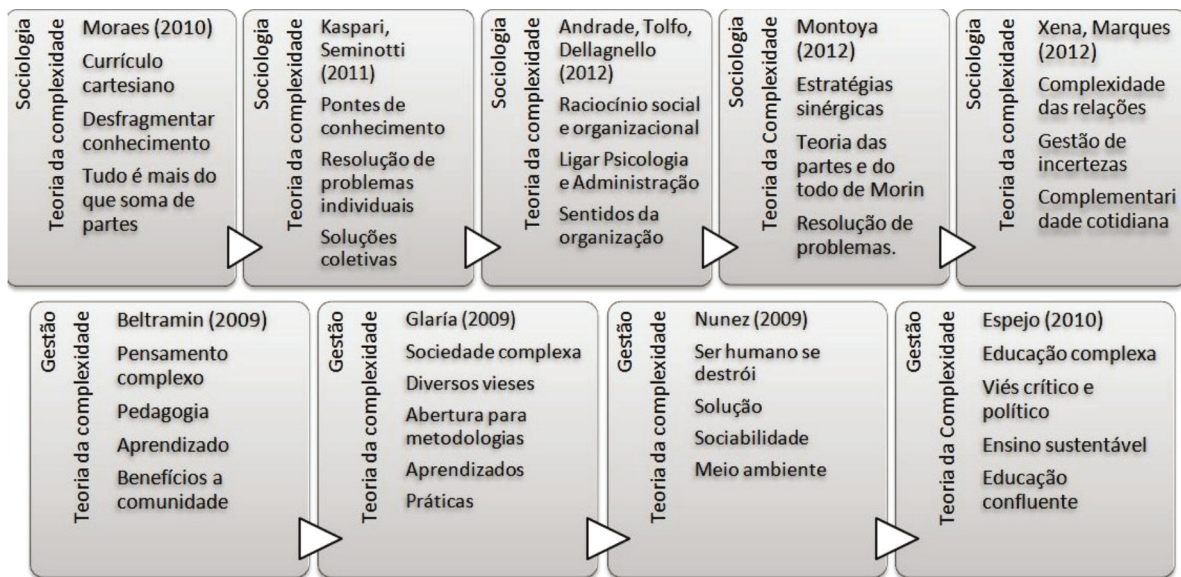 Sociologia
Teoria da complexidade
Moraes (2010)
Currículo
cartesiano
Desfragmentar
conhecimento
Tudo é mais do
que soma de
partes
Sociologia
Teoria da complexidade
Kaspari,
Seminotti
(2011)
Pontes de
conhecimento
Resolução de
problemas
individuais
Soluções
coletivas
Sociologia
Teoria da complexidade
Andrade, Tolfo,
Dellagnello
(2012)
Raciocínio social
e organizacional
Ligar Psicologia
e Administração
Sentidos da
organização
Sociologia
Teoria da Complexidade
Montoya
(2012)
Estratégias
sinérgicas
Teoria das
partes e do
todo de Morin
Resolução de
problemas.
Sociologia
Teoria da complexidade
Xena, Marques
(2012)
Complexidade
das relações
Gestão de
incertezas
Complementari
dade cotidiana
Gestão
Teoria da complexidade
Beltramin (2009)
Pensamento
complexo
Pedagogia
Aprendizado
Benefícios a
comunidade
Gestão
Teoria da complexidade
Glaría (2009)
Sociedade complexa
Diversos vieses
Abertura para
metodologias
Aprendizados
Práticas
Gestão
Teoria da complexidade
Nunez (2009)
Ser humano se
destrói
Solução
Sociabilidade
Meio ambiente
Gestão
Teoria da Complexidade
Espejo (2010)
Educação complexa
Viés crítico e
político
Ensino sustentável
Educação
confluente